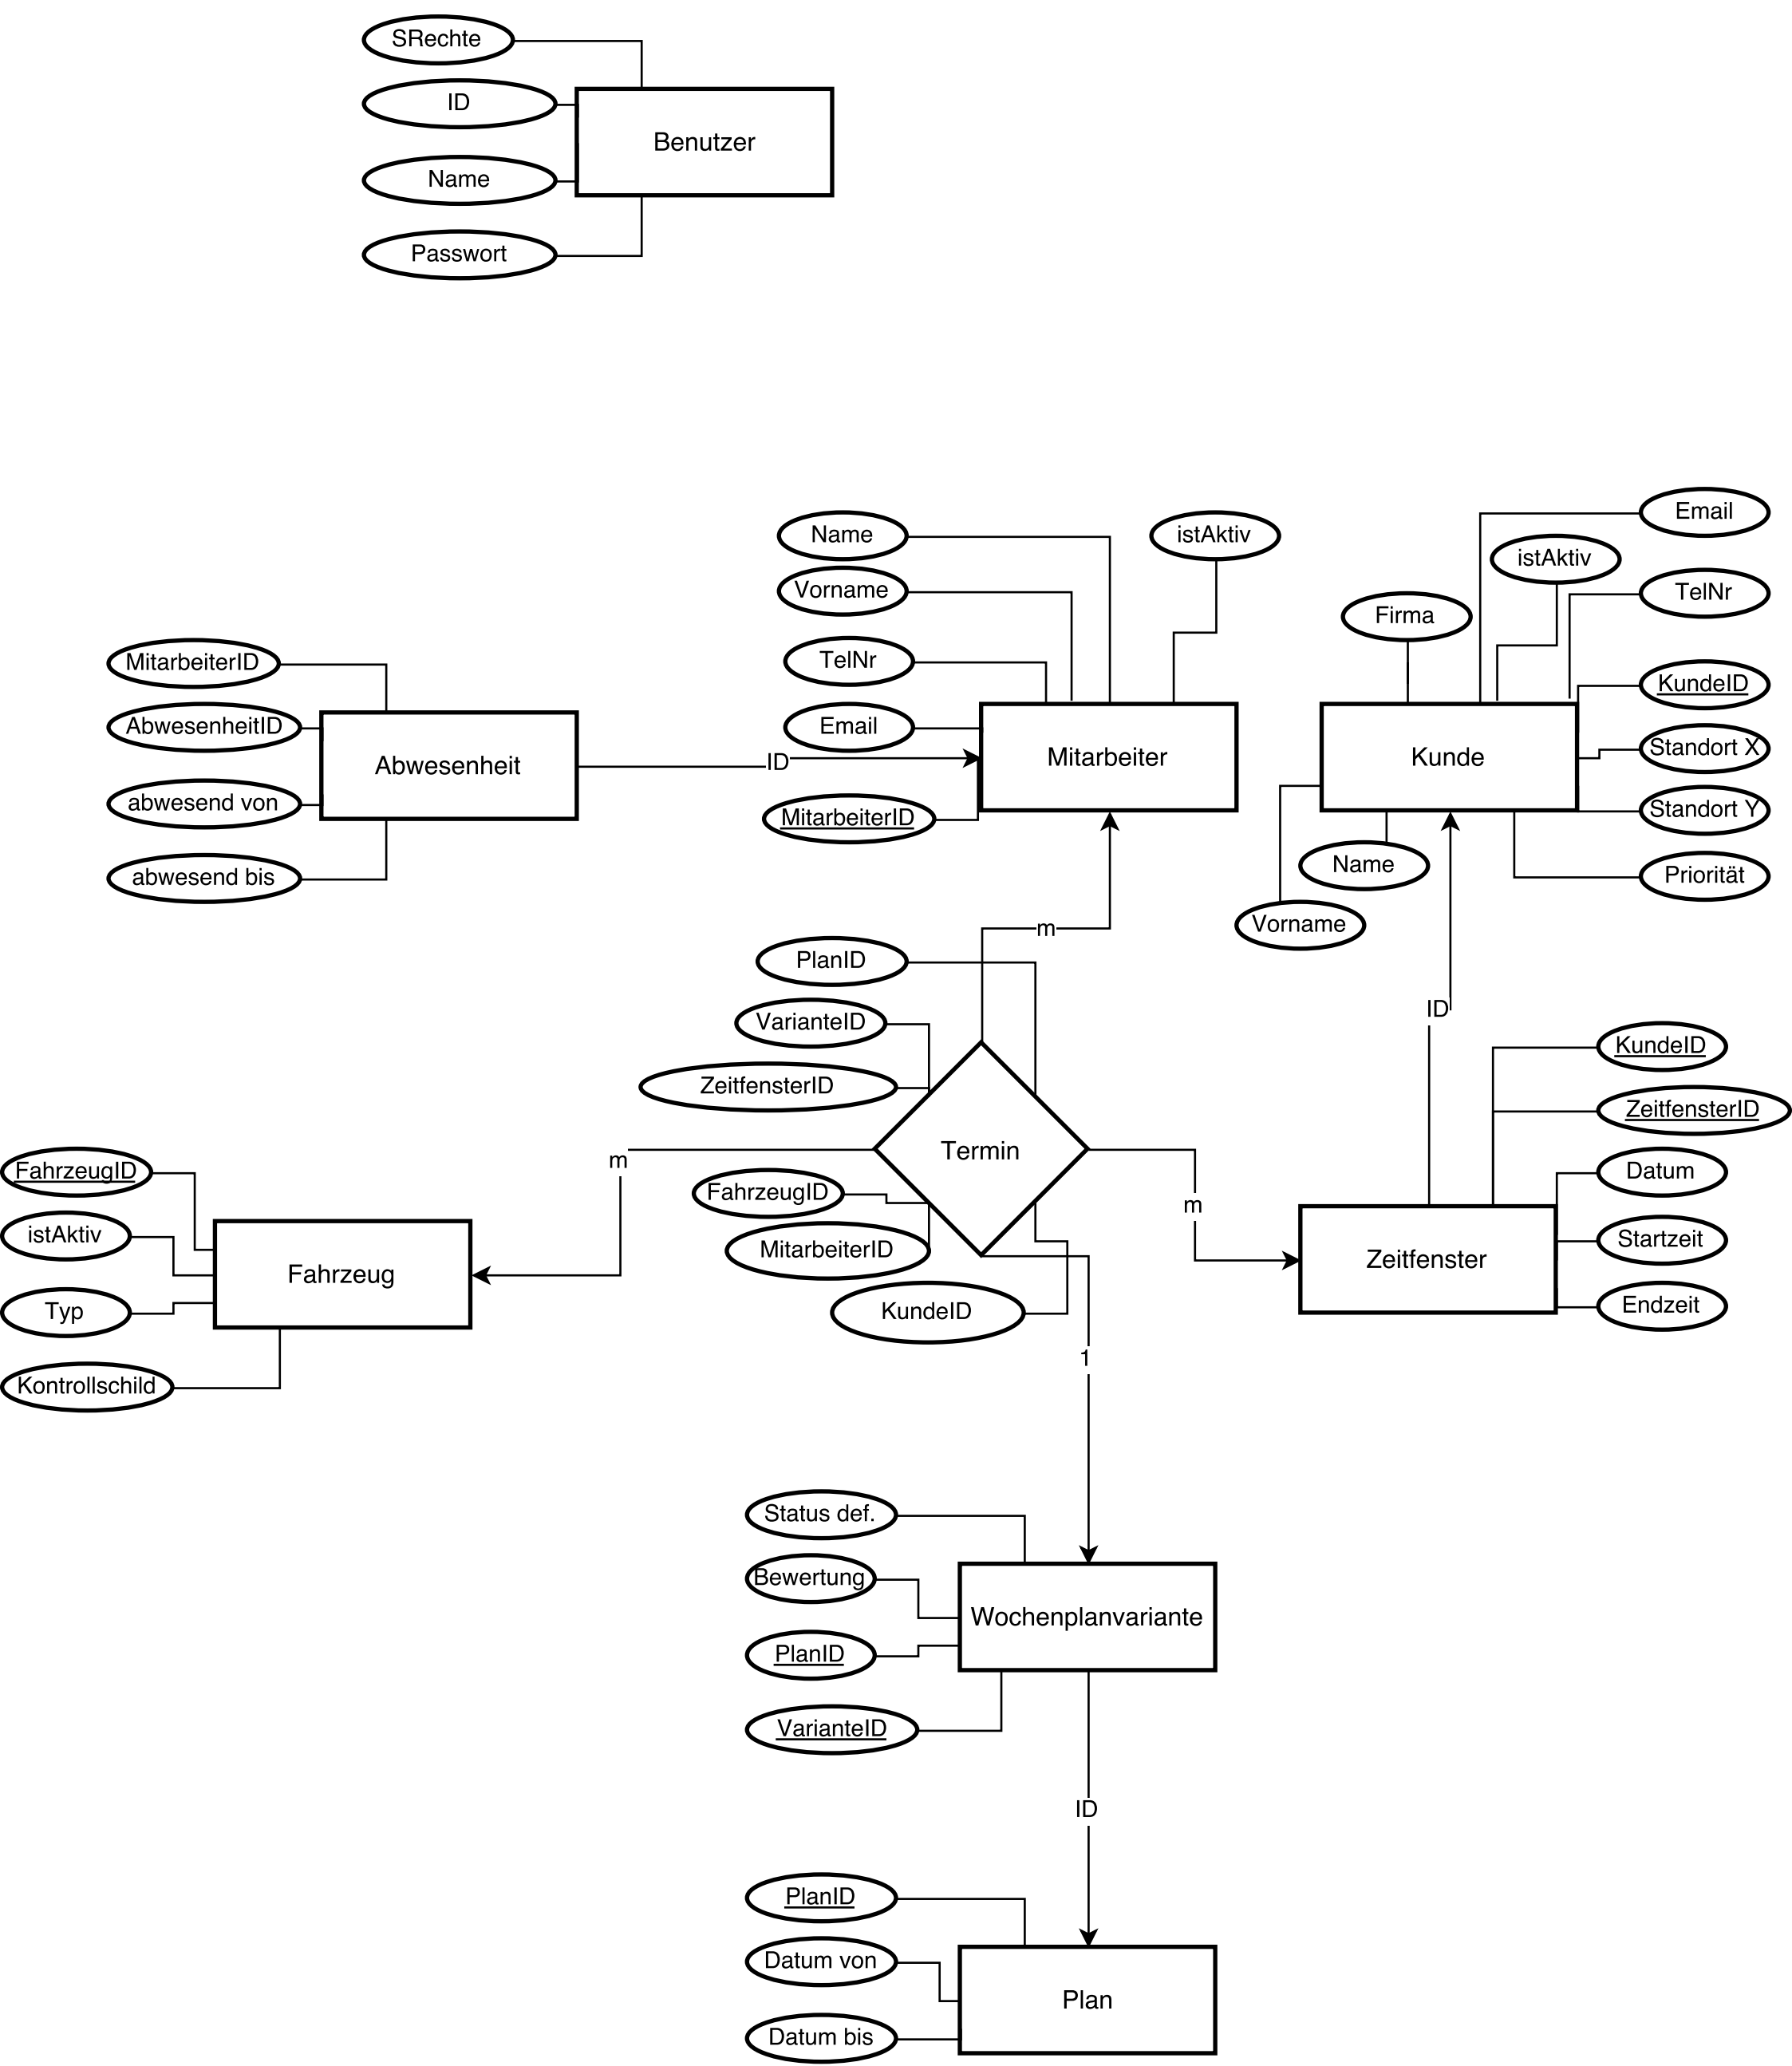 SRechte
ID
Benutzer
Name
Passwort
Email
Name
istAktiv
istAktiv
Vorname
TelNr
Firma
TelNr
MitarbeiterID
KundeID
AbwesenheitID
Email
Standort X
Abwesenheit
ID
Mitarbeiter
Kunde
abwesend von
MitarbeiterID
Standort Y
Name
abwesend bis
Priorität
Vorname
m
PlanID
ID
VarianteID
KundeID
ZeitfensterID
ZeitfensterID
Termin
m
FahrzeugID
Datum
FahrzeugID
m
istAktiv
Startzeit
MitarbeiterID
Zeitfenster
Fahrzeug
Typ
KundeID
Endzeit
1
Kontrollschild
Status def.
Bewertung
Wochenplanvariante
PlanID
VarianteID
ID
PlanID
Datum von
Plan
Datum bis